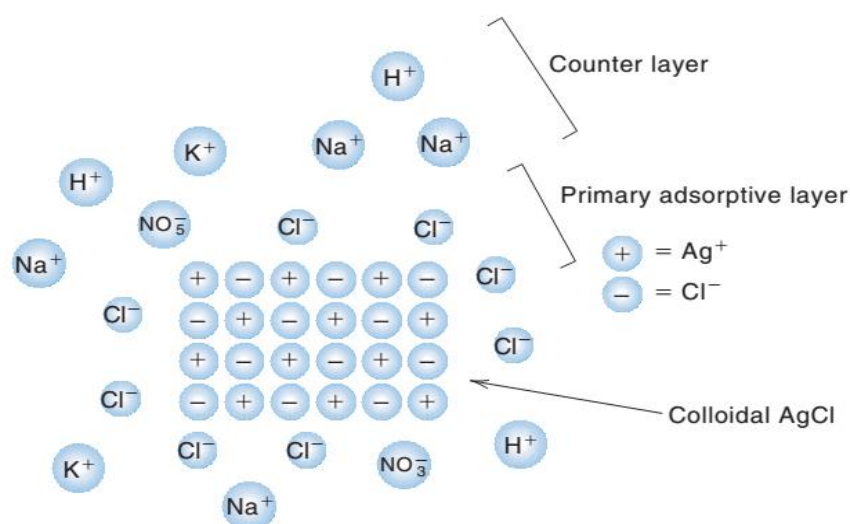 Counter layer
H⁺
K⁺
Na⁺
Na⁺
H⁺
Primary adsorptive layer
NO₅⁻
Cl⁻
Cl⁻
Na⁺
+ = Ag⁺
Cl⁻
− = Cl⁻
+ − + − + −
− + − + − +
+ − + − + −
− + − + − +
Cl⁻
Cl⁻
Cl⁻
Colloidal AgCl
Cl⁻
Cl⁻
H⁺
K⁺
NO₃⁻
Na⁺